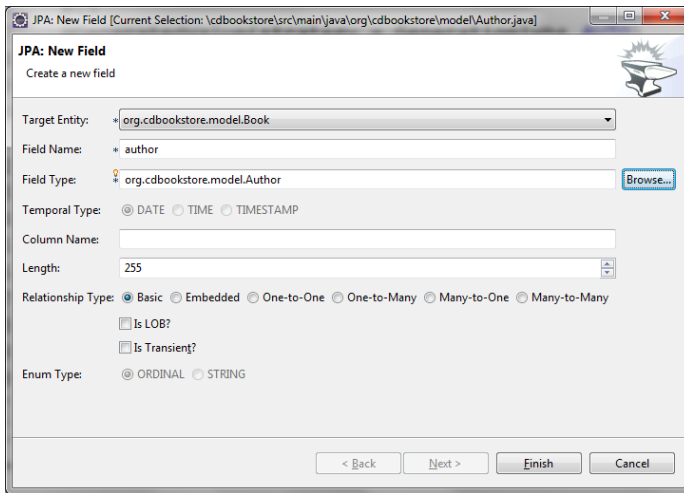 JPA: New Field [Current Selection: \cdbookstore\src\main\java\org\cdbookstore\model\Author.java]
JPA: New Field
Create a new field
Target Entity: * org.cdbookstore.model.Book
Field Name: * author
Field Type: * org.cdbookstore.model.Author Browse...
Temporal Type: DATE TIME TIMESTAMP
Column Name:
Length: 255
Relationship Type: Basic Embedded One-to-One One-to-Many Many-to-One Many-to-Many
Is LOB?
Is Transient?
Enum Type: ORDINAL STRING
< Back Next > Finish Cancel